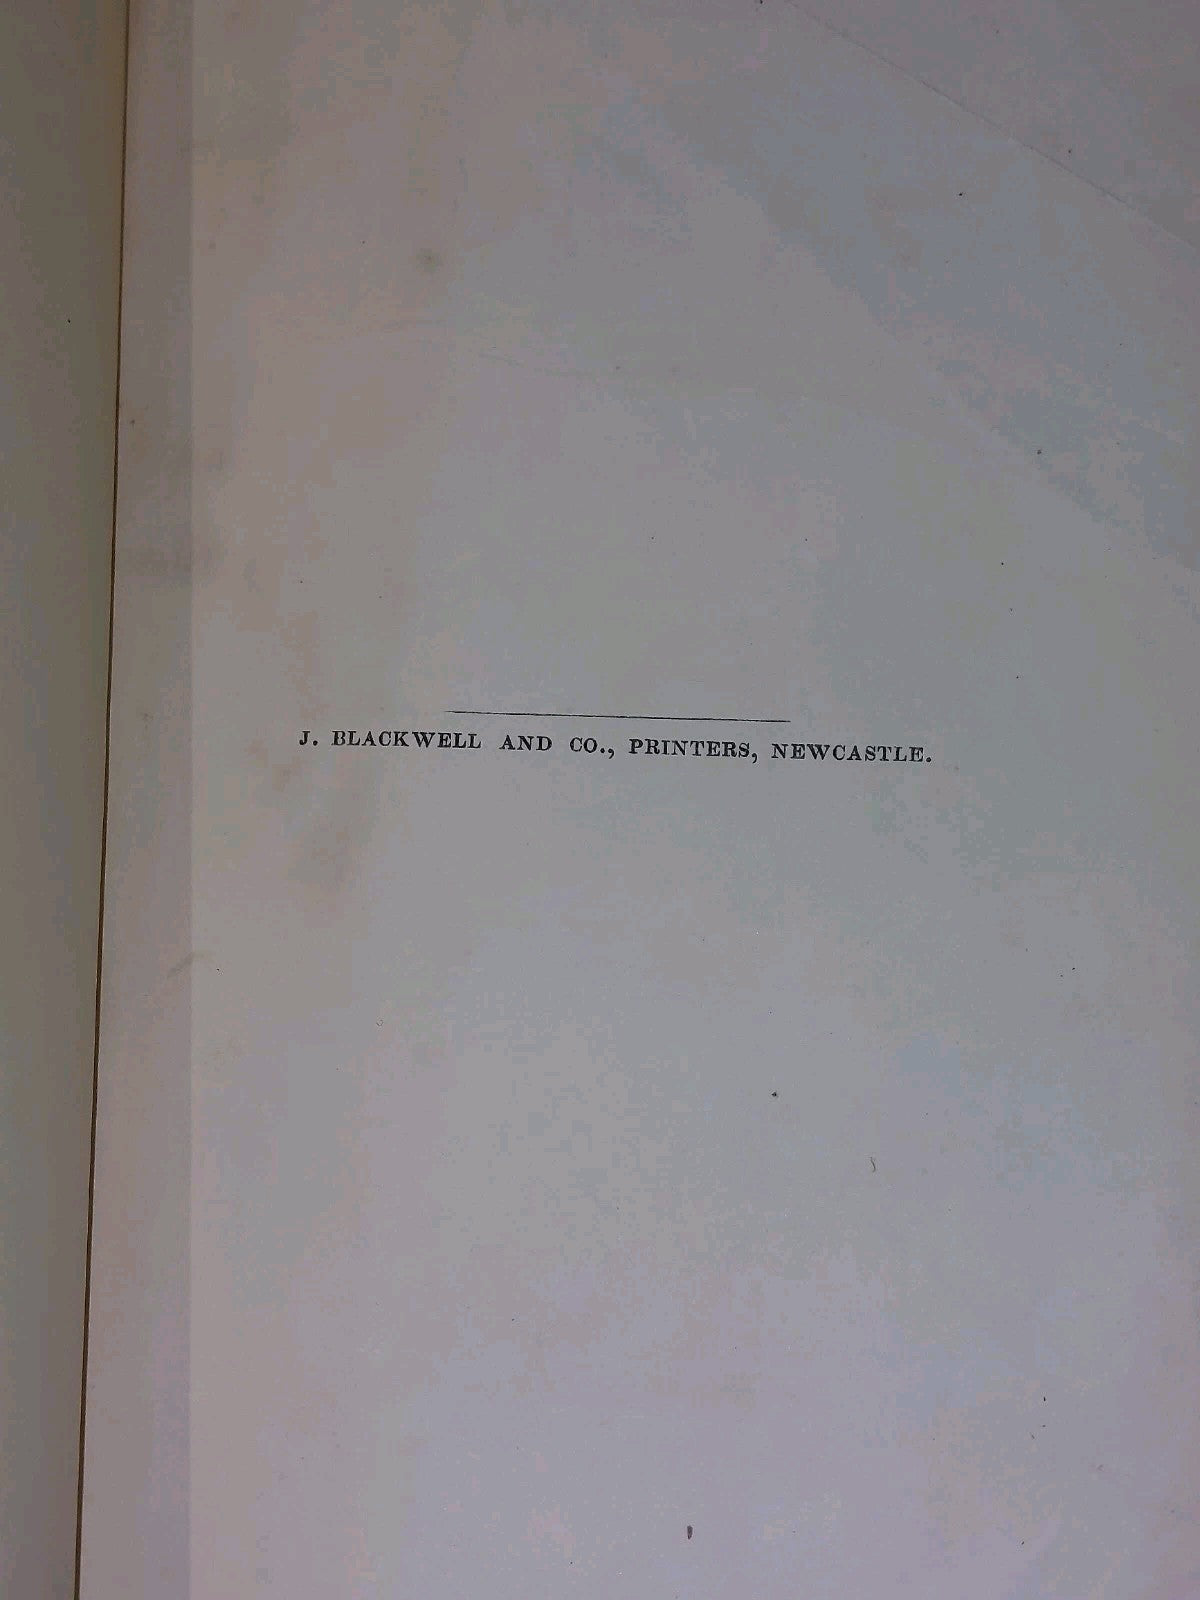 J. BLACKWELL AND CO., PRINTERS, NEWCASTLE.